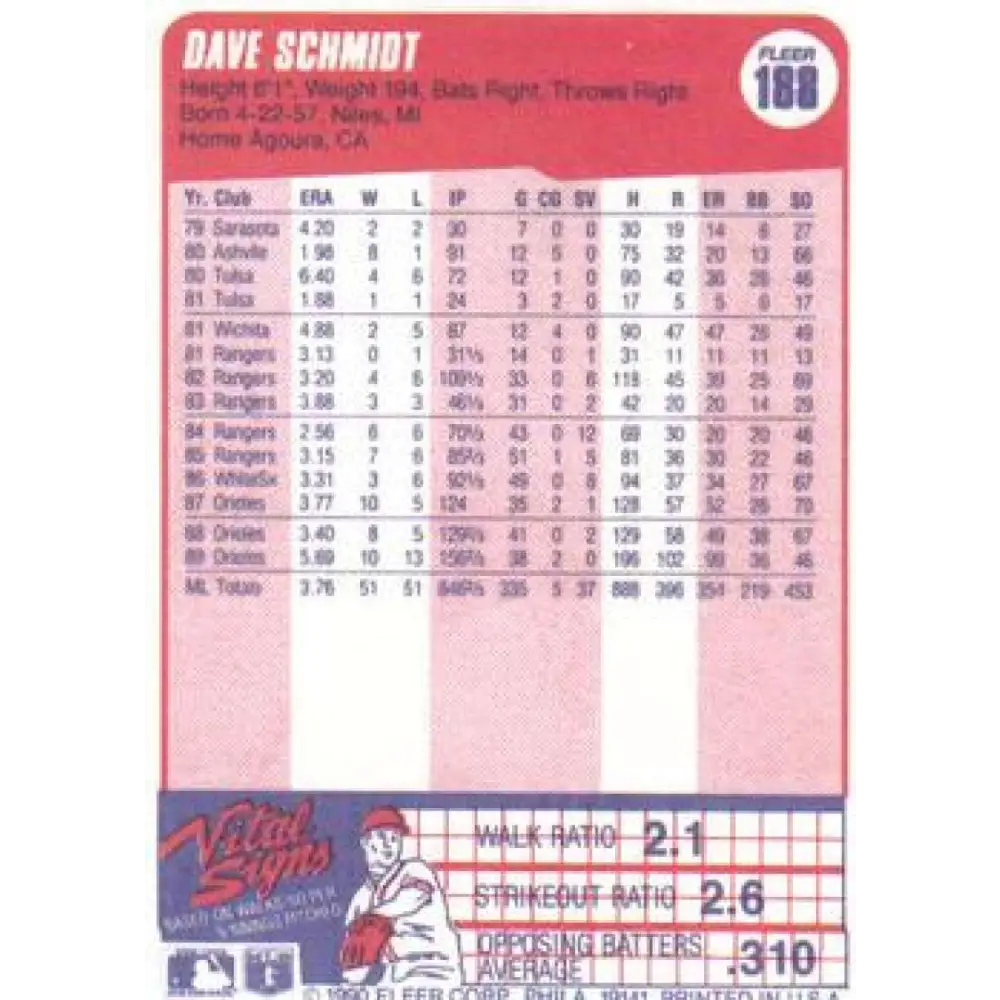 DAVE SCHMIDT
FLEER
188
Height 6'1", Weight 194, Bats Right, Throws Right
Born 4-22-57, Niles, MI
Home Agoura, CA
Yr. Club ERA W L IP G CG SV H R ER BB SO
79 Sarasota 4.20 2 2 30 7 0 0 30 19 14 8 27
80 Ashvlle 1.98 8 1 91 12 5 0 75 32 20 13 66
80 Tulsa 6.40 4 6 72 12 1 0 90 42 36 28 46
81 Tulsa 1.88 1 1 24 3 2 0 17 5 5 17
81 Wichita 4.88 2 5 87 12 4 0 90 47 47 28 49
81 Rangers 3.13 0 1 31⅔ 14 0 1 31 11 11 11 13
82 Rangers 3.20 4 6 109⅔ 33 0 6 118 45 39 25 69
83 Rangers 3.88 3 3 46⅓ 31 0 2 42 20 20 14 29
84 Rangers 2.56 6 6 70⅓ 43 0 12 69 30 20 20 46
85 Rangers 3.15 7 6 85⅔ 51 1 5 81 36 30 22 46
86 WhiteSx 3.31 3 6 92⅓ 49 0 8 94 37 34 27 67
87 Orioles 3.77 10 5 124 35 2 1 128 57 52 26 70
88 Orioles 3.40 8 5 129⅔ 41 0 2 129 58 49 38 67
89 Orioles 5.69 10 13 156⅔ 38 2 0 196 102 99 36 46
ML Totals 3.76 51 51 846⅔ 335 5 37 888 396 354 219 453
Vital
Signs
BASED ON WALKS/SO PER
9 INNINGS PITCHED
WALK RATIO 2.1
STRIKEOUT RATIO 2.6
OPPOSING BATTERS
AVERAGE .310
© 1990 FLEER CORP., PHILA. 19141 PRINTED IN U.S.A.